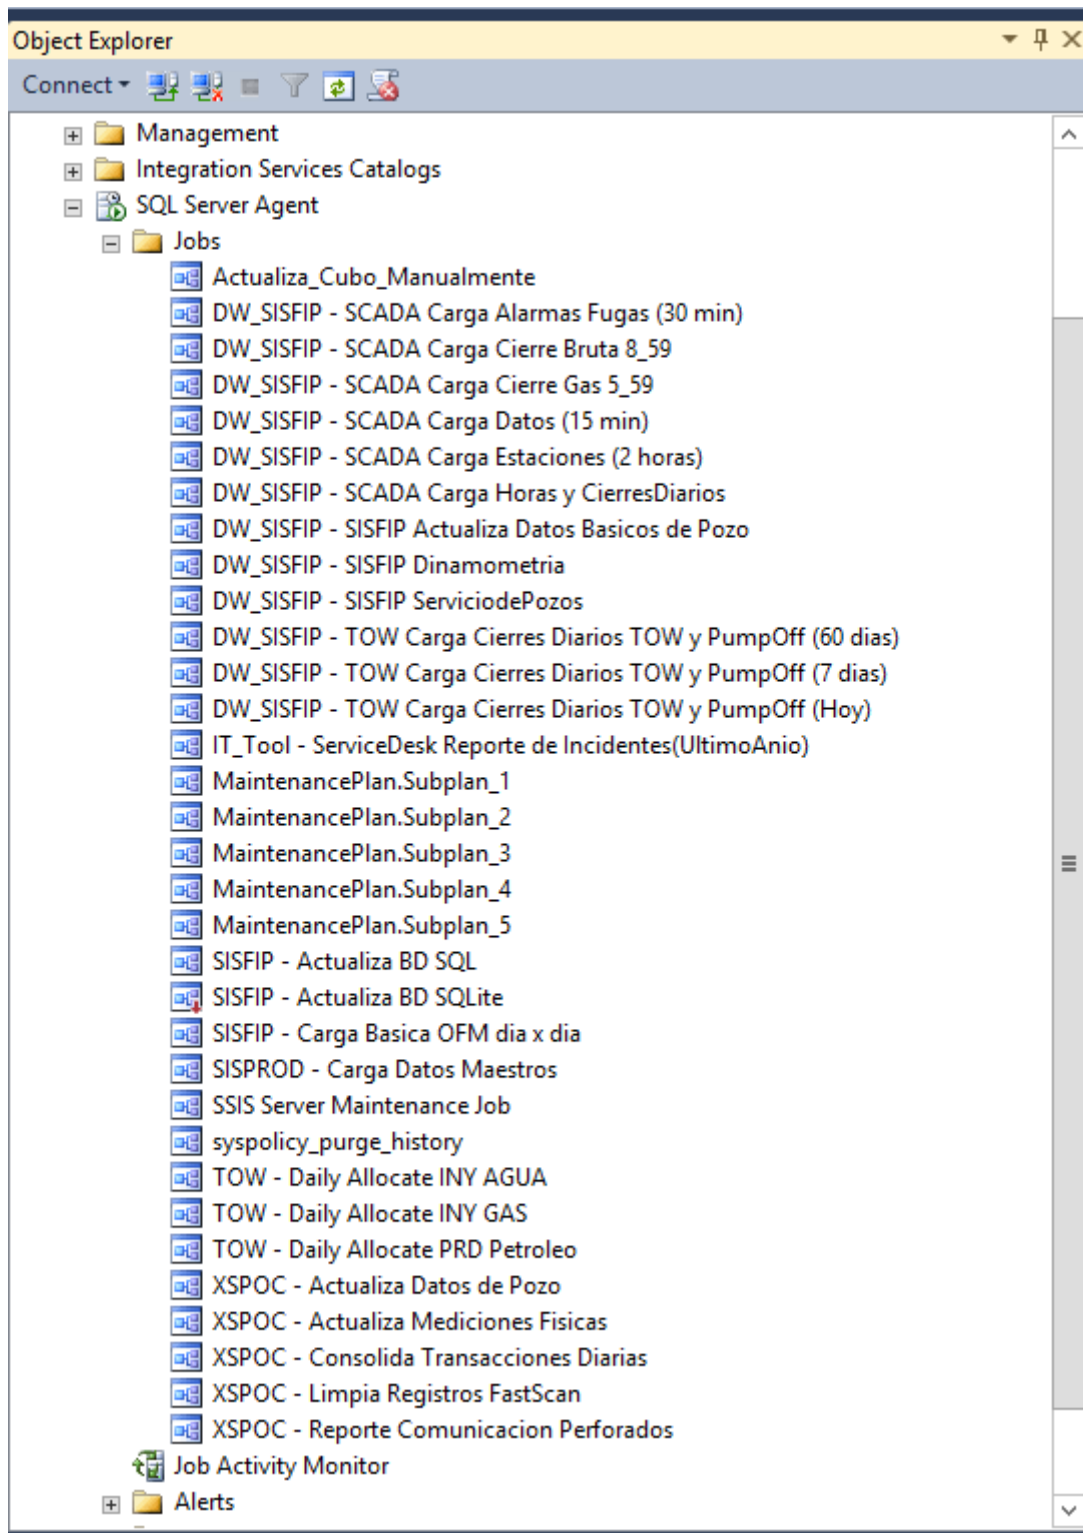 Object Explorer
Connect
Management
Integration Services Catalogs
SQL Server Agent
Jobs
Actualiza_Cubo_Manualmente
DW_SISFIP - SCADA Carga Alarmas Fugas (30 min)
DW_SISFIP - SCADA Carga Cierre Bruta 8_59
DW_SISFIP - SCADA Carga Cierre Gas 5_59
DW_SISFIP - SCADA Carga Datos (15 min)
DW_SISFIP - SCADA Carga Estaciones (2 horas)
DW_SISFIP - SCADA Carga Horas y CierresDiarios
DW_SISFIP - SISFIP Actualiza Datos Basicos de Pozo
DW_SISFIP - SISFIP Dinamometria
DW_SISFIP - SISFIP ServiciodePozos
DW_SISFIP - TOW Carga Cierres Diarios TOW y PumpOff (60 dias)
DW_SISFIP - TOW Carga Cierres Diarios TOW y PumpOff (7 dias)
DW_SISFIP - TOW Carga Cierres Diarios TOW y PumpOff (Hoy)
IT_Tool - ServiceDesk Reporte de Incidentes(UltimoAnio)
MaintenancePlan.Subplan_1
MaintenancePlan.Subplan_2
MaintenancePlan.Subplan_3
MaintenancePlan.Subplan_4
MaintenancePlan.Subplan_5
SISFIP - Actualiza BD SQL
SISFIP - Actualiza BD SQLite
SISFIP - Carga Basica OFM dia x dia
SISPROD - Carga Datos Maestros
SSIS Server Maintenance Job
syspolicy_purge_history
TOW - Daily Allocate INY AGUA
TOW - Daily Allocate INY GAS
TOW - Daily Allocate PRD Petroleo
XSPOC - Actualiza Datos de Pozo
XSPOC - Actualiza Mediciones Fisicas
XSPOC - Consolida Transacciones Diarias
XSPOC - Limpia Registros FastScan
XSPOC - Reporte Comunicacion Perforados
Job Activity Monitor
Alerts